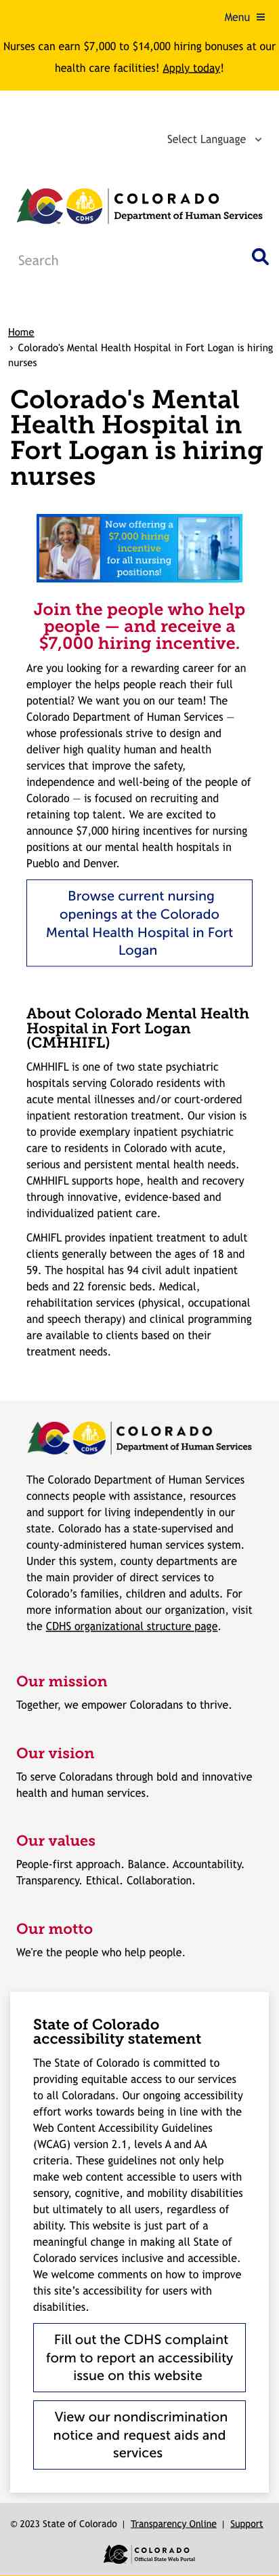 Menu ≡
Nurses can earn $7,000 to $14,000 hiring bonuses at our
health care facilities! Apply today!
Select Language
CDHS
COLORADO
Department of Human Services
Search
Home
› Colorado's Mental Health Hospital in Fort Logan is hiring
nurses
Colorado's Mental
Health Hospital in
Fort Logan is hiring
nurses
Now offering a
$7,000 hiring
incentive
for all nursing
positions!
Join the people who help
people — and receive a
$7,000 hiring incentive.
Are you looking for a rewarding career for an
employer the helps people reach their full
potential? We want you on our team! The
Colorado Department of Human Services —
whose professionals strive to design and
deliver high quality human and health
services that improve the safety,
independence and well-being of the people of
Colorado — is focused on recruiting and
retaining top talent. We are excited to
announce $7,000 hiring incentives for nursing
positions at our mental health hospitals in
Pueblo and Denver.
Browse current nursing
openings at the Colorado
Mental Health Hospital in Fort
Logan
About Colorado Mental Health
Hospital in Fort Logan
(CMHHIFL)
CMHHIFL is one of two state psychiatric
hospitals serving Colorado residents with
acute mental illnesses and/or court-ordered
inpatient restoration treatment. Our vision is
to provide exemplary inpatient psychiatric
care to residents in Colorado with acute,
serious and persistent mental health needs.
CMHHIFL supports hope, health and recovery
through innovative, evidence-based and
individualized patient care.
CMHIFL provides inpatient treatment to adult
clients generally between the ages of 18 and
59. The hospital has 94 civil adult inpatient
beds and 22 forensic beds. Medical,
rehabilitation services (physical, occupational
and speech therapy) and clinical programming
are available to clients based on their
treatment needs.
CDHS
COLORADO
Department of Human Services
The Colorado Department of Human Services
connects people with assistance, resources
and support for living independently in our
state. Colorado has a state-supervised and
county-administered human services system.
Under this system, county departments are
the main provider of direct services to
Colorado's families, children and adults. For
more information about our organization, visit
the CDHS organizational structure page.
Our mission
Together, we empower Coloradans to thrive.
Our vision
To serve Coloradans through bold and innovative
health and human services.
Our values
People-first approach. Balance. Accountability.
Transparency. Ethical. Collaboration.
Our motto
We're the people who help people.
State of Colorado
accessibility statement
The State of Colorado is committed to
providing equitable access to our services
to all Coloradans. Our ongoing accessibility
effort works towards being in line with the
Web Content Accessibility Guidelines
(WCAG) version 2.1, levels A and AA
criteria. These guidelines not only help
make web content accessible to users with
sensory, cognitive, and mobility disabilities
but ultimately to all users, regardless of
ability. This website is just part of a
meaningful change in making all State of
Colorado services inclusive and accessible.
We welcome comments on how to improve
this site's accessibility for users with
disabilities.
Fill out the CDHS complaint
form to report an accessibility
issue on this website
View our nondiscrimination
notice and request aids and
services
© 2023 State of Colorado | Transparency Online | Support
COLORADO
Official State Web Portal